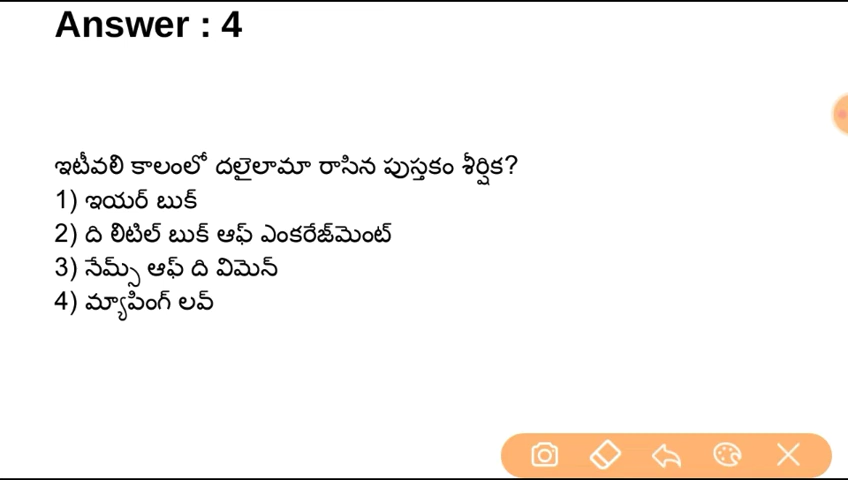 Answer : 4
ఇటీవలి కాలంలో దలైలామా రాసిన పుస్తకం శీర్షిక?
1) ఇయర్ బుక్
2) ది లిటిల్ బుక్ ఆఫ్ ఎంకరేజ్‌మెంట్
3) నేమ్స్ ఆఫ్ ది విమెన్
4) మ్యాపింగ్ లవ్